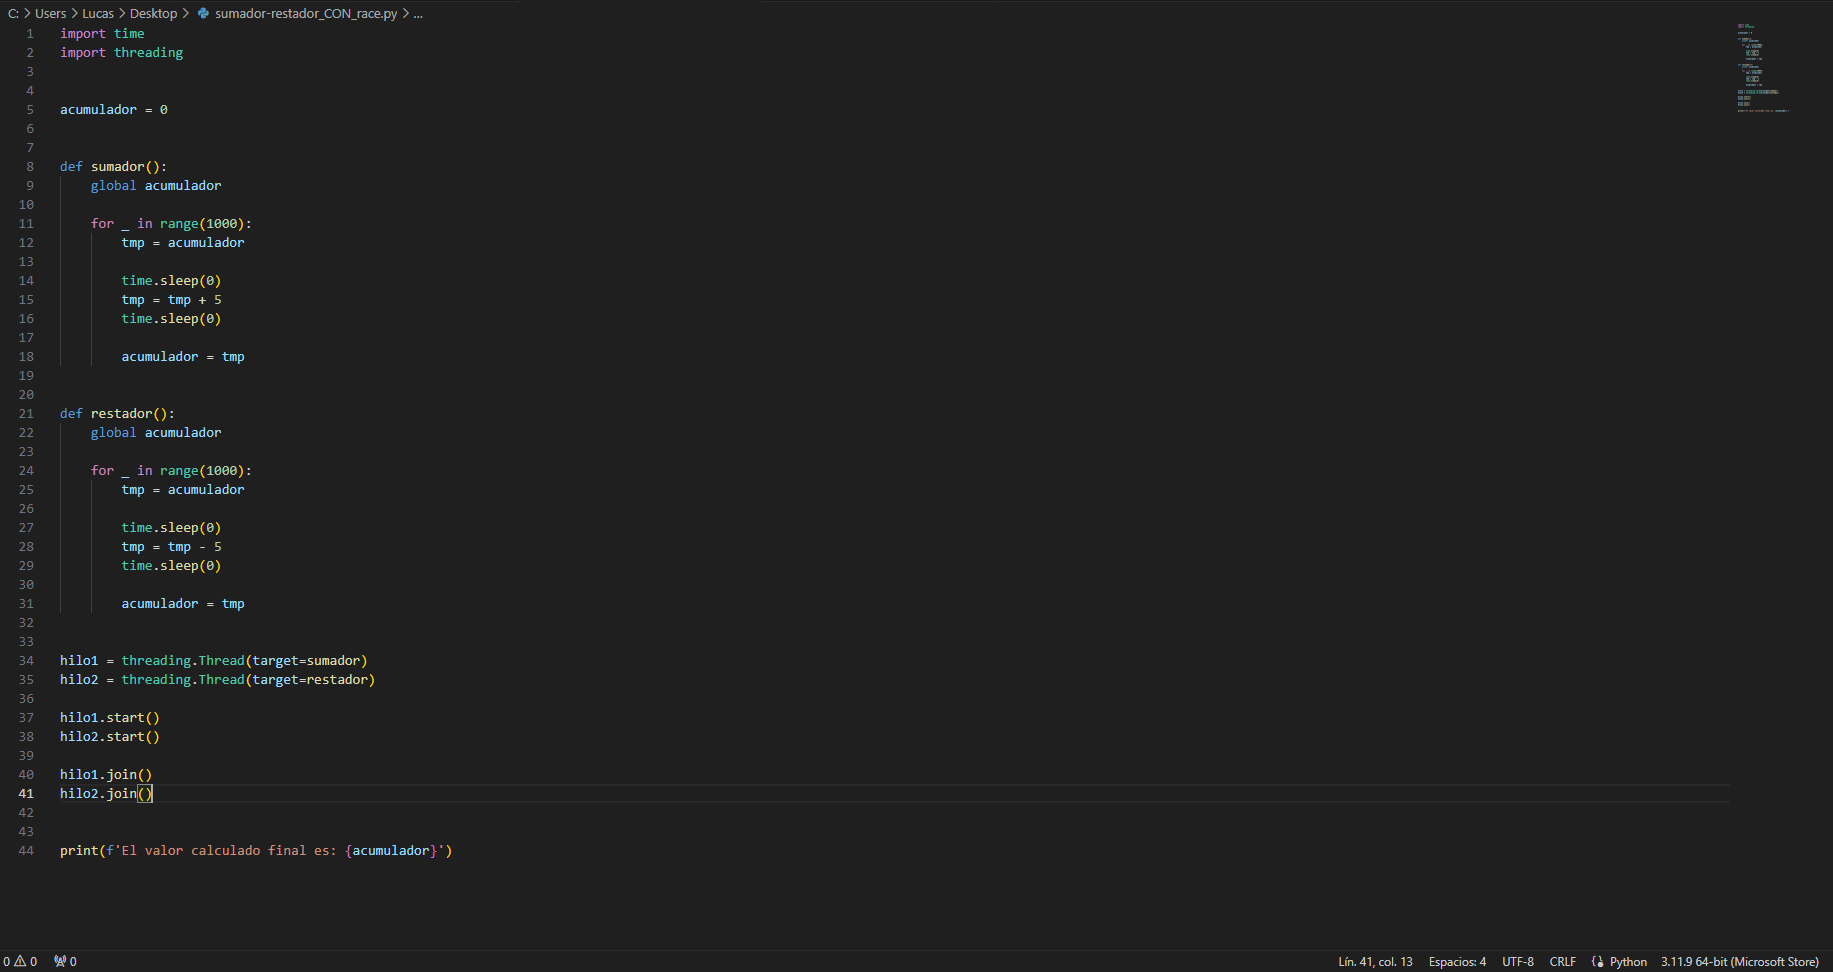 C: > Users > Lucas > Desktop > sumador-restador_CON_race.py > ...
1 import time
2 import threading
3
4
5 acumulador = 0
6
7
8 def sumador():
9 global acumulador
10
11 for _ in range(1000):
12 tmp = acumulador
13
14 time.sleep(0)
15 tmp = tmp + 5
16 time.sleep(0)
17
18 acumulador = tmp
19
20
21 def restador():
22 global acumulador
23
24 for _ in range(1000):
25 tmp = acumulador
26
27 time.sleep(0)
28 tmp = tmp - 5
29 time.sleep(0)
30
31 acumulador = tmp
32
33
34 hilo1 = threading.Thread(target=sumador)
35 hilo2 = threading.Thread(target=restador)
36
37 hilo1.start()
38 hilo2.start()
39
40 hilo1.join()
41 hilo2.join()
42
43
44 print(f'El valor calculado final es: {acumulador}')
0 0 0 Lín. 41, col. 13 Espacios: 4 UTF-8 CRLF Python 3.11.9 64-bit (Microsoft Store)